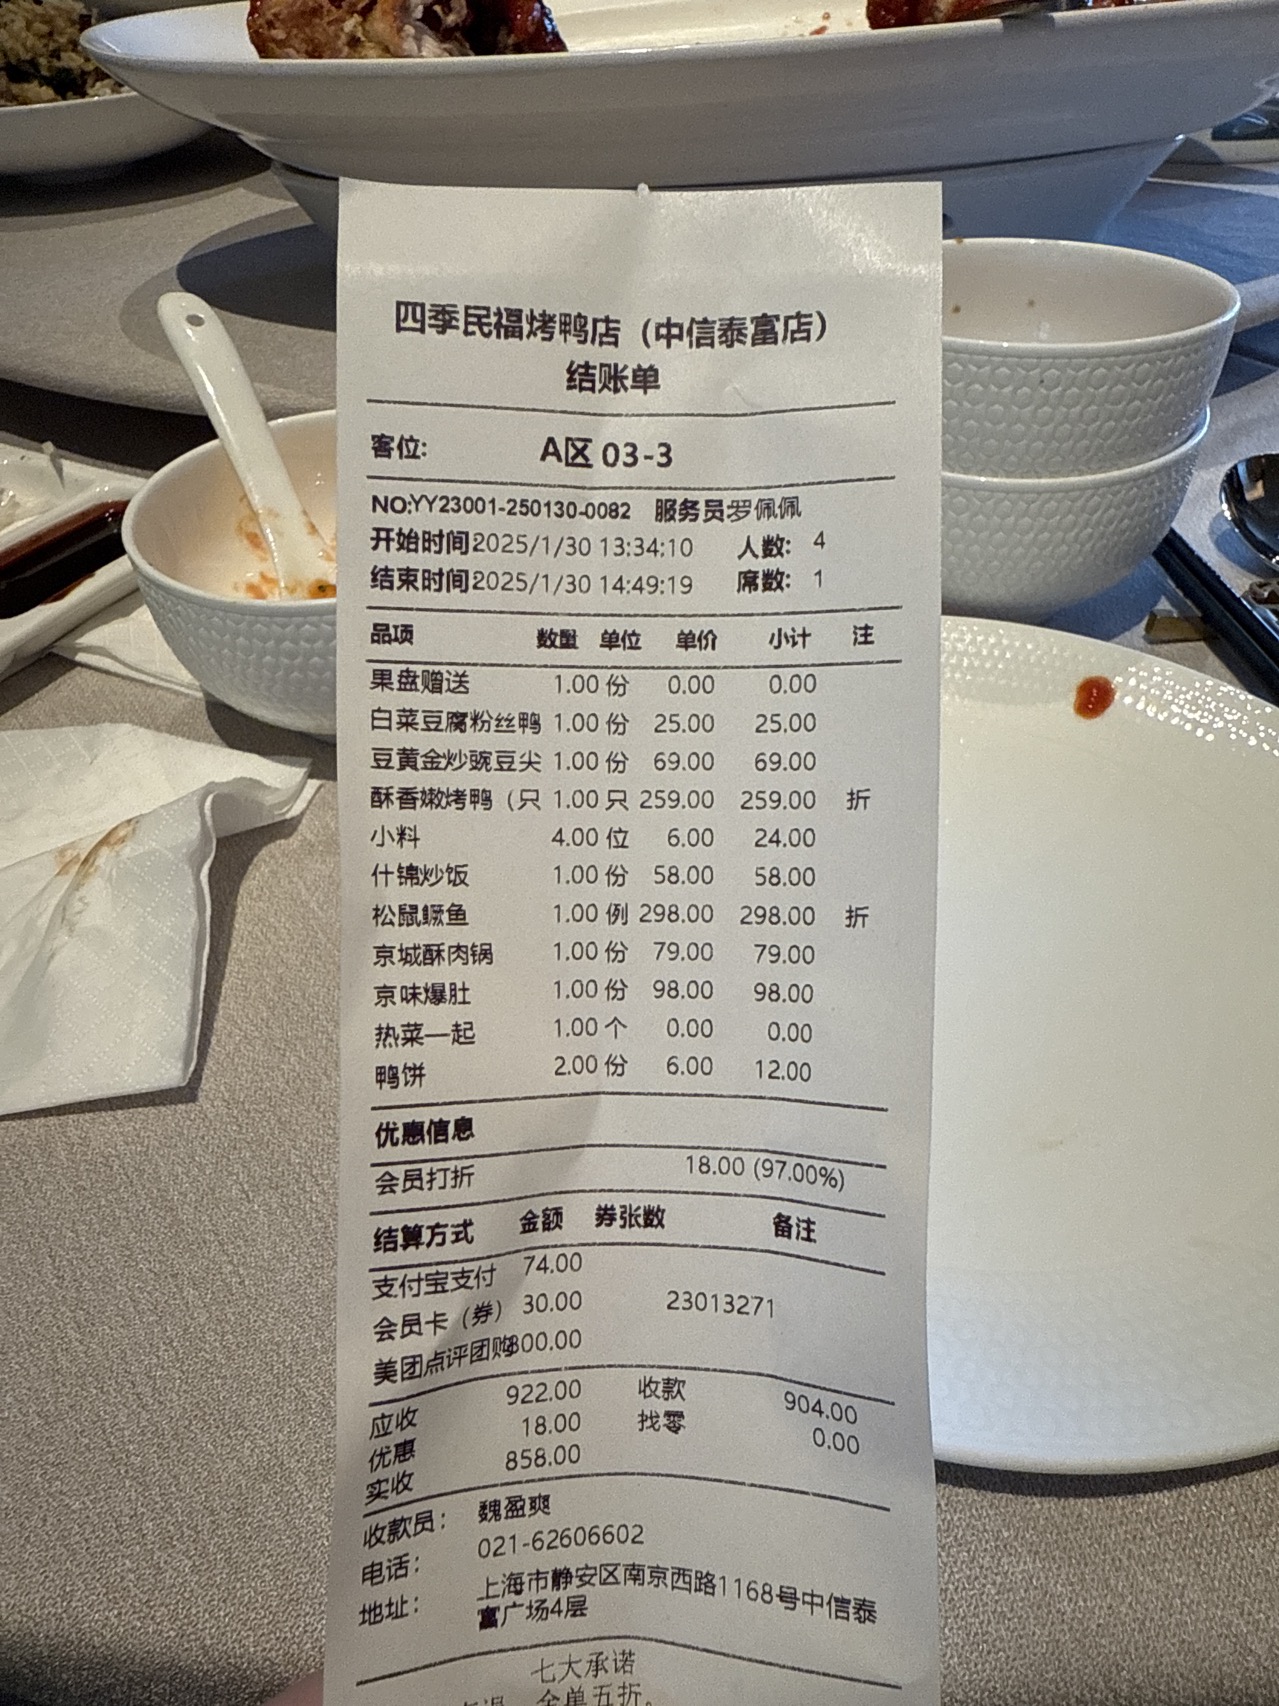 四季民福烤鸭店（中信泰富店）
结账单
客位: A区 03-3
NO:YY23001-250130-0082 服务员罗佩佩
开始时间2025/1/30 13:34:10 人数: 4
结束时间2025/1/30 14:49:19 席数: 1
品项 数量 单位 单价 小计 注
果盘赠送 1.00 份 0.00 0.00
白菜豆腐粉丝鸭 1.00 份 25.00 25.00
豆黄金炒豌豆尖 1.00 份 69.00 69.00
酥香嫩烤鸭（只 1.00 只 259.00 259.00 折
小料 4.00 位 6.00 24.00
什锦炒饭 1.00 份 58.00 58.00
松鼠鳜鱼 1.00 例 298.00 298.00 折
京城酥肉锅 1.00 份 79.00 79.00
京味爆肚 1.00 份 98.00 98.00
热菜一起 1.00 个 0.00 0.00
鸭饼 2.00 份 6.00 12.00
优惠信息
会员打折 18.00 (97.00%)
结算方式 金额 券张数 备注
支付宝支付 74.00
会员卡（券） 30.00 23013271
美团点评团购800.00
应收 922.00 收款 904.00
优惠 18.00 找零 0.00
实收 858.00
收款员： 魏盈爽
电话： 021-62606602
地址： 上海市静安区南京西路1168号中信泰
富广场4层
七大承诺
全单五折。